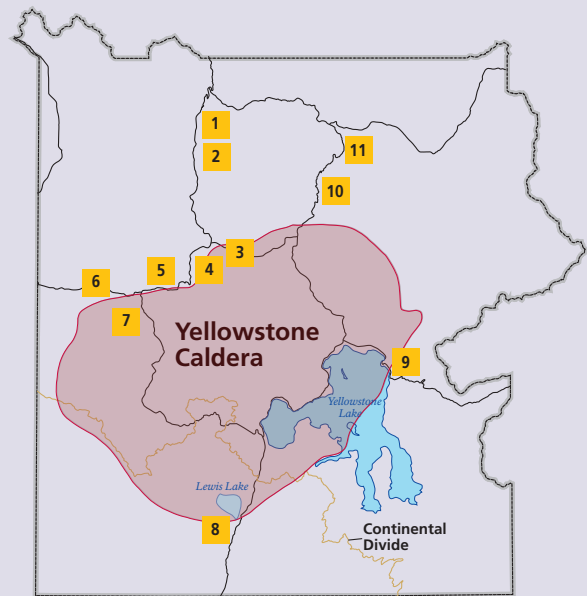 1
2
11
10
3
4
5
6
7
Yellowstone
Caldera
9
Yellowstone
Lake
Lewis Lake
8
Continental
Divide